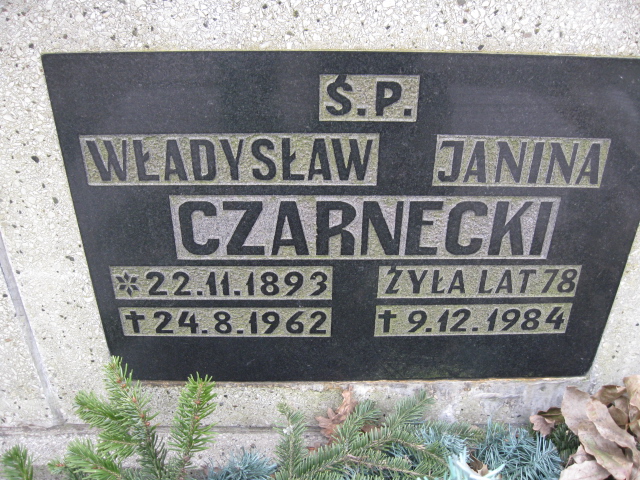 Ś.P.
WŁADYSŁAW JANINA
CZARNECKI
* 22.11.1893 ŻYŁA LAT 78
† 24.8.1962 † 9.12.1984